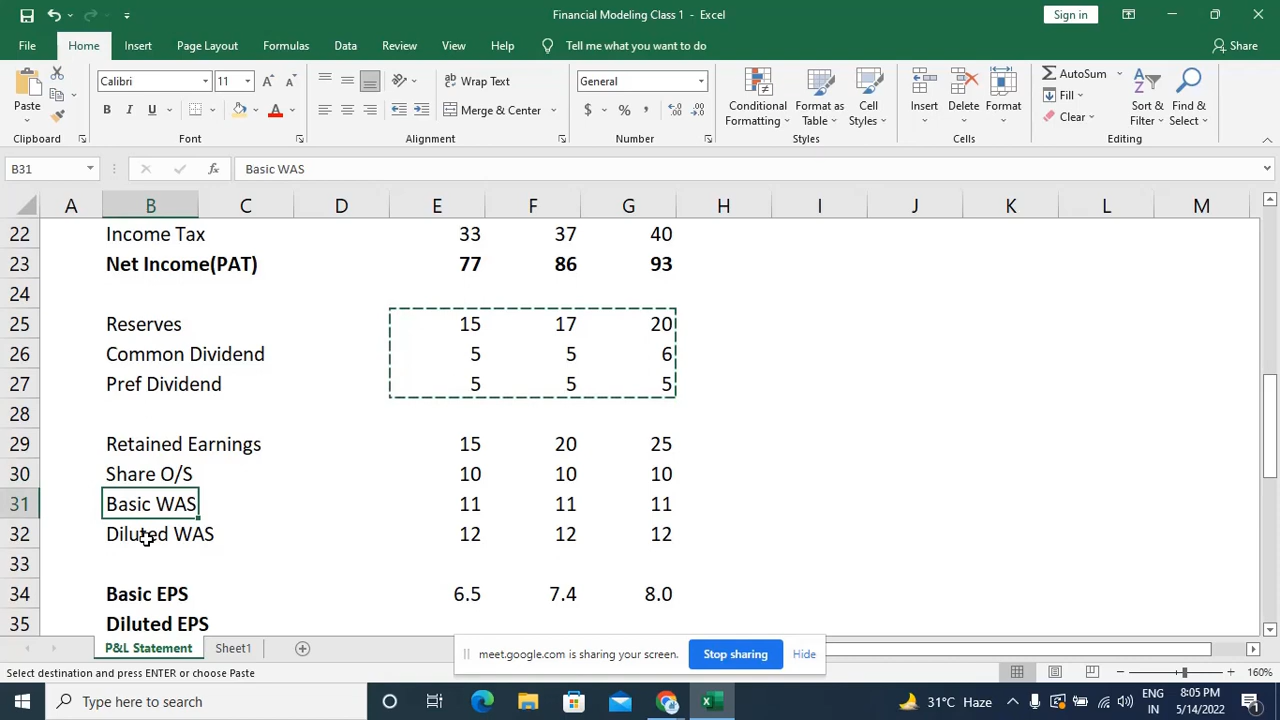 Financial Modeling Class 1 - Excel
Sign in
File Home Insert Page Layout Formulas Data Review View Help Tell me what you want to do Share
Paste
Clipboard
Calibri 11
B I U
Font
Wrap Text
Merge & Center
Alignment
General
$ % ,
Number
Conditional Formatting
Format as Table
Cell Styles
Styles
Insert Delete Format
Cells
AutoSum
Fill
Clear
Sort & Filter
Find & Select
Editing
B31 fx Basic WAS
A B C D E F G H I J K L M
22 Income Tax 33 37 40
23 Net Income(PAT) 77 86 93
24
25 Reserves 15 17 20
26 Common Dividend 5 5 6
27 Pref Dividend 5 5 5
28
29 Retained Earnings 15 20 25
30 Share O/S 10 10 10
31 Basic WAS 11 11 11
32 Diluted WAS 12 12 12
33
34 Basic EPS 6.5 7.4 8.0
35 Diluted EPS
P&L Statement Sheet1
meet.google.com is sharing your screen. Stop sharing Hide
Select destination and press ENTER or choose Paste
160%
Type here to search
31°C Haze
ENG
IN
8:05 PM
5/14/2022
1